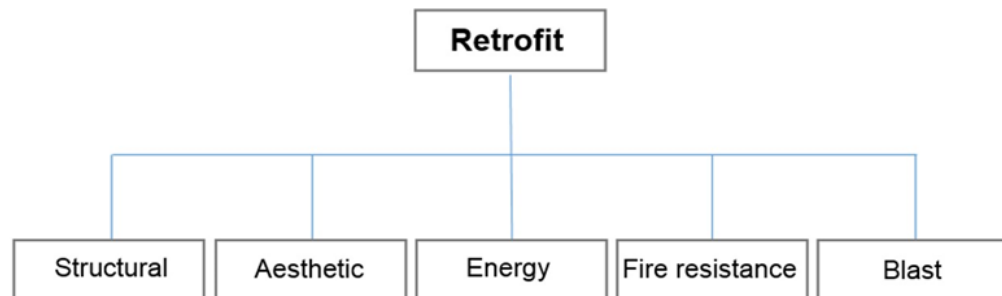 Retrofit
Structural
Aesthetic
Energy
Fire resistance
Blast